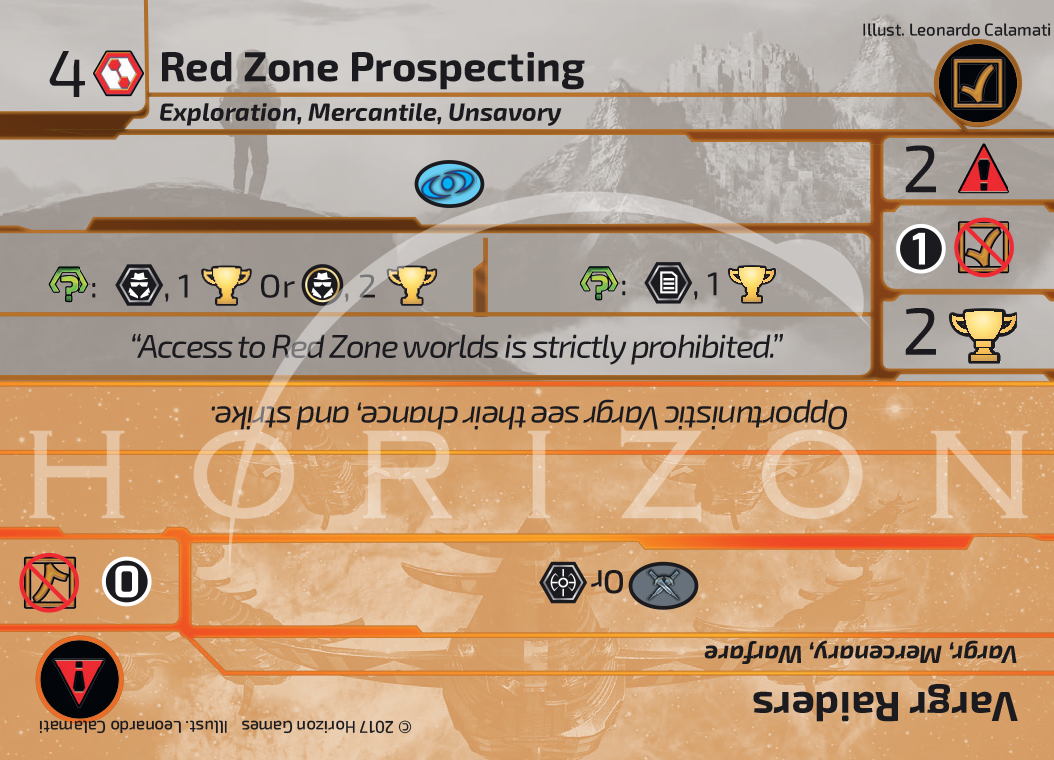 Illust. Leonardo Calamati
4 Red Zone Prospecting
Exploration, Mercantile, Unsavory
2
1
: , 1 Or , 2
: , 1
2
“Access to Red Zone worlds is strictly prohibited.”
HORIZON
Vargr Raiders
Vargr, Mercenary, Warfare
Or
0
Opportunistic Vargr see their chance, and strike.
© 2017 Horizon Games Illust. Leonardo Calamati